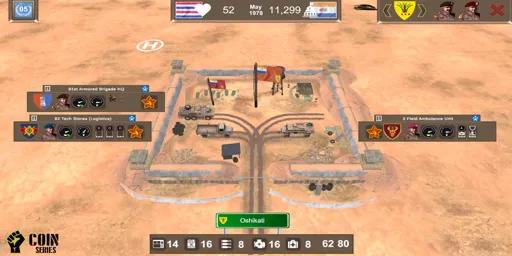 05
52
May
1978
11,299
61st Armored Brigade HQ
82 Tech Stores (Logistics)
3 Field Ambulance Unit
H
Oshikati
14 16 8 16 8 62 80
COIN
SERIES